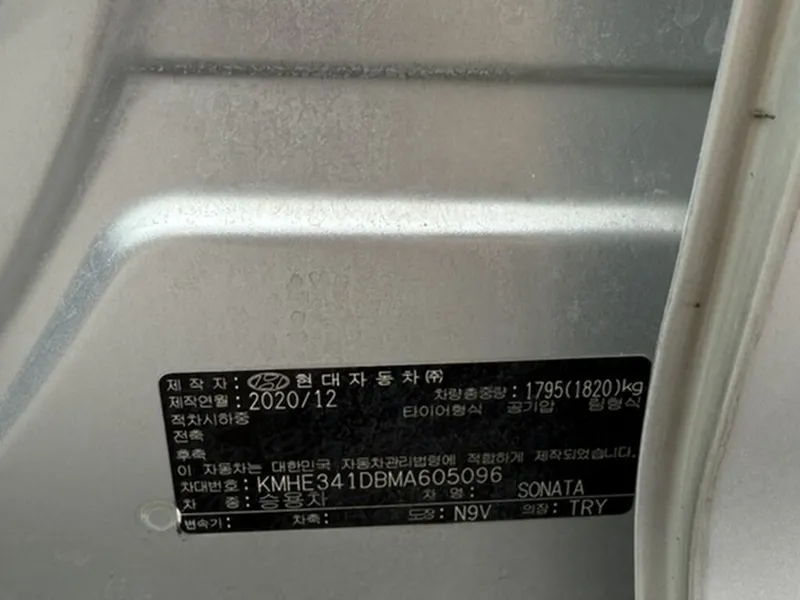 제 작 자 : 현대자동차㈜
제작연월 : 2020/12 차량총중량 : 1795(1820)kg
적차시하중 타이어형식 공기압 림형식
전축
후축
이 자동차는 대한민국 자동차관리법령에 적합하게 제작되었습니다.
차대번호 : KMHE341DBMA605096
차 종 : 승용차 차 명 : SONATA
변속기 : 차축 : 도장 : N9V 의장 : TRY